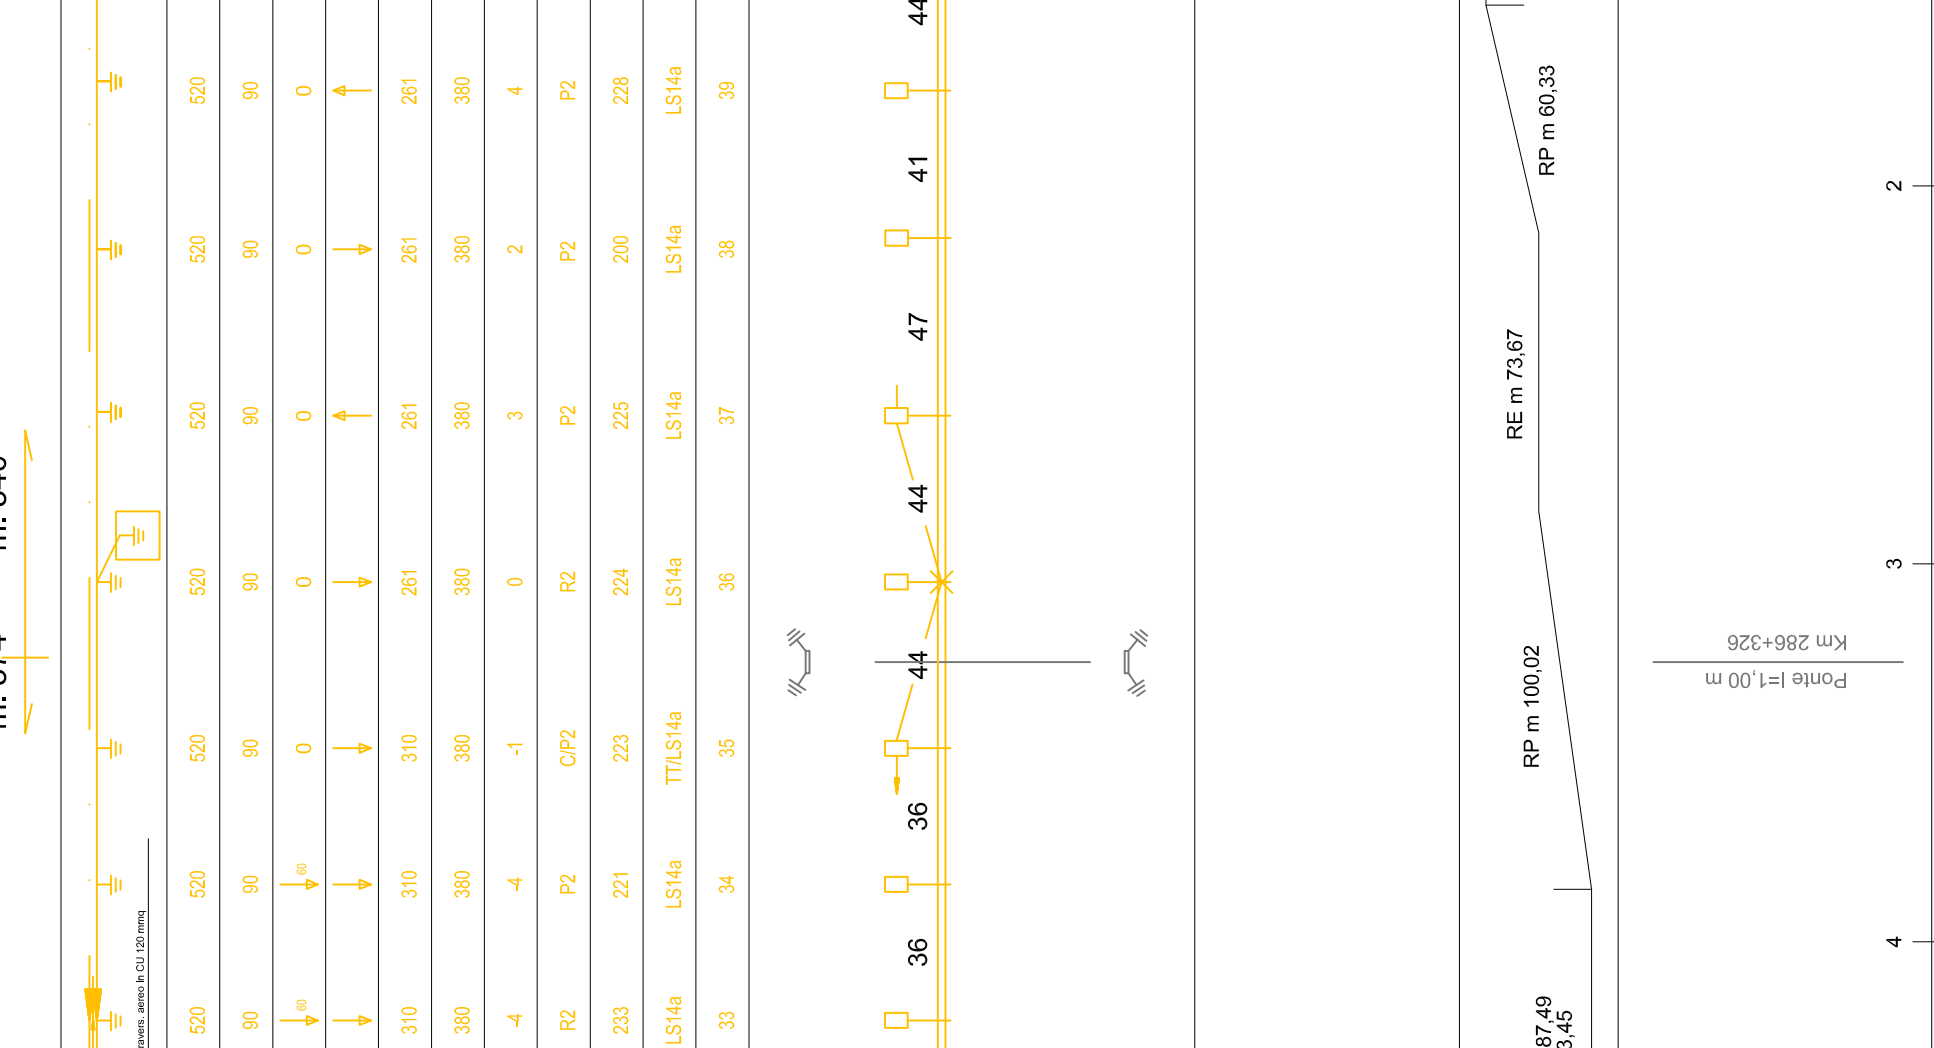 520 90 0 261 380 4 P2 228 LS14a 39
520 90 0 261 380 2 P2 200 LS14a 38
520 90 0 261 380 3 P2 225 LS14a 37
520 90 0 261 380 0 R2 224 LS14a 36
520 90 0 310 380 -1 C/P2 223 TT/LS14a 35
520 90 60 310 380 -4 P2 221 LS14a 34
520 90 60 310 380 -4 R2 233 LS14a 33
aereo In CU 120 mmq
44
41
47
44
44
36
36
RP m 60,33
RE m 73,67
RP m 100,02
87,49
3,45
Km 286+326
Ponte l=1,00 m
2
3
4